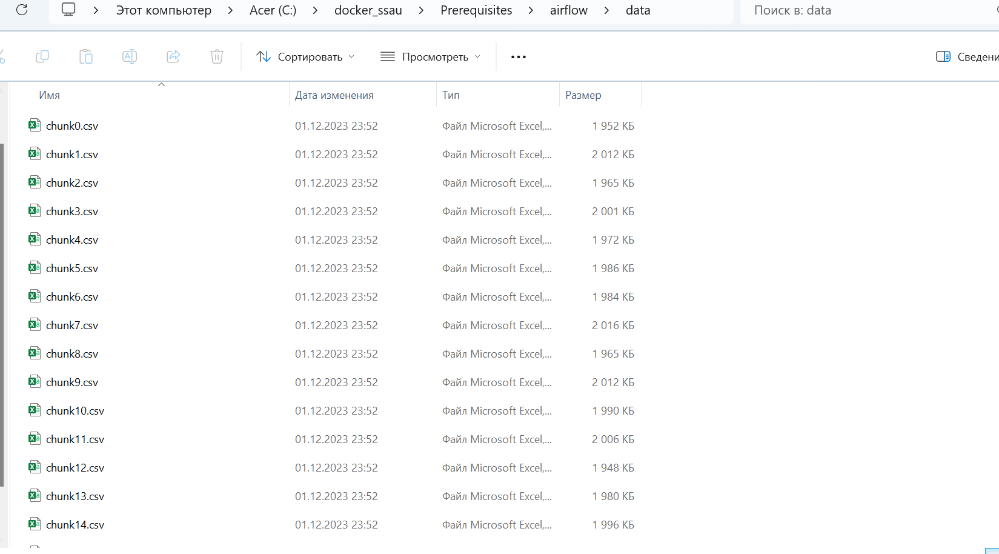 Этот компьютер > Acer (C:) > docker_ssau > Prerequisites > airflow > data Поиск в: data
Сортировать Просмотреть ••• Сведени
Имя Дата изменения Тип Размер
chunk0.csv 01.12.2023 23:52 Файл Microsoft Excel,... 1 952 КБ
chunk1.csv 01.12.2023 23:52 Файл Microsoft Excel,... 2 012 КБ
chunk2.csv 01.12.2023 23:52 Файл Microsoft Excel,... 1 965 КБ
chunk3.csv 01.12.2023 23:52 Файл Microsoft Excel,... 2 001 КБ
chunk4.csv 01.12.2023 23:52 Файл Microsoft Excel,... 1 972 КБ
chunk5.csv 01.12.2023 23:52 Файл Microsoft Excel,... 1 986 КБ
chunk6.csv 01.12.2023 23:52 Файл Microsoft Excel,... 1 984 КБ
chunk7.csv 01.12.2023 23:52 Файл Microsoft Excel,... 2 016 КБ
chunk8.csv 01.12.2023 23:52 Файл Microsoft Excel,... 1 965 КБ
chunk9.csv 01.12.2023 23:52 Файл Microsoft Excel,... 2 012 КБ
chunk10.csv 01.12.2023 23:52 Файл Microsoft Excel,... 1 990 КБ
chunk11.csv 01.12.2023 23:52 Файл Microsoft Excel,... 2 006 КБ
chunk12.csv 01.12.2023 23:52 Файл Microsoft Excel,... 1 948 КБ
chunk13.csv 01.12.2023 23:52 Файл Microsoft Excel,... 1 980 КБ
chunk14.csv 01.12.2023 23:52 Файл Microsoft Excel,... 1 996 КБ